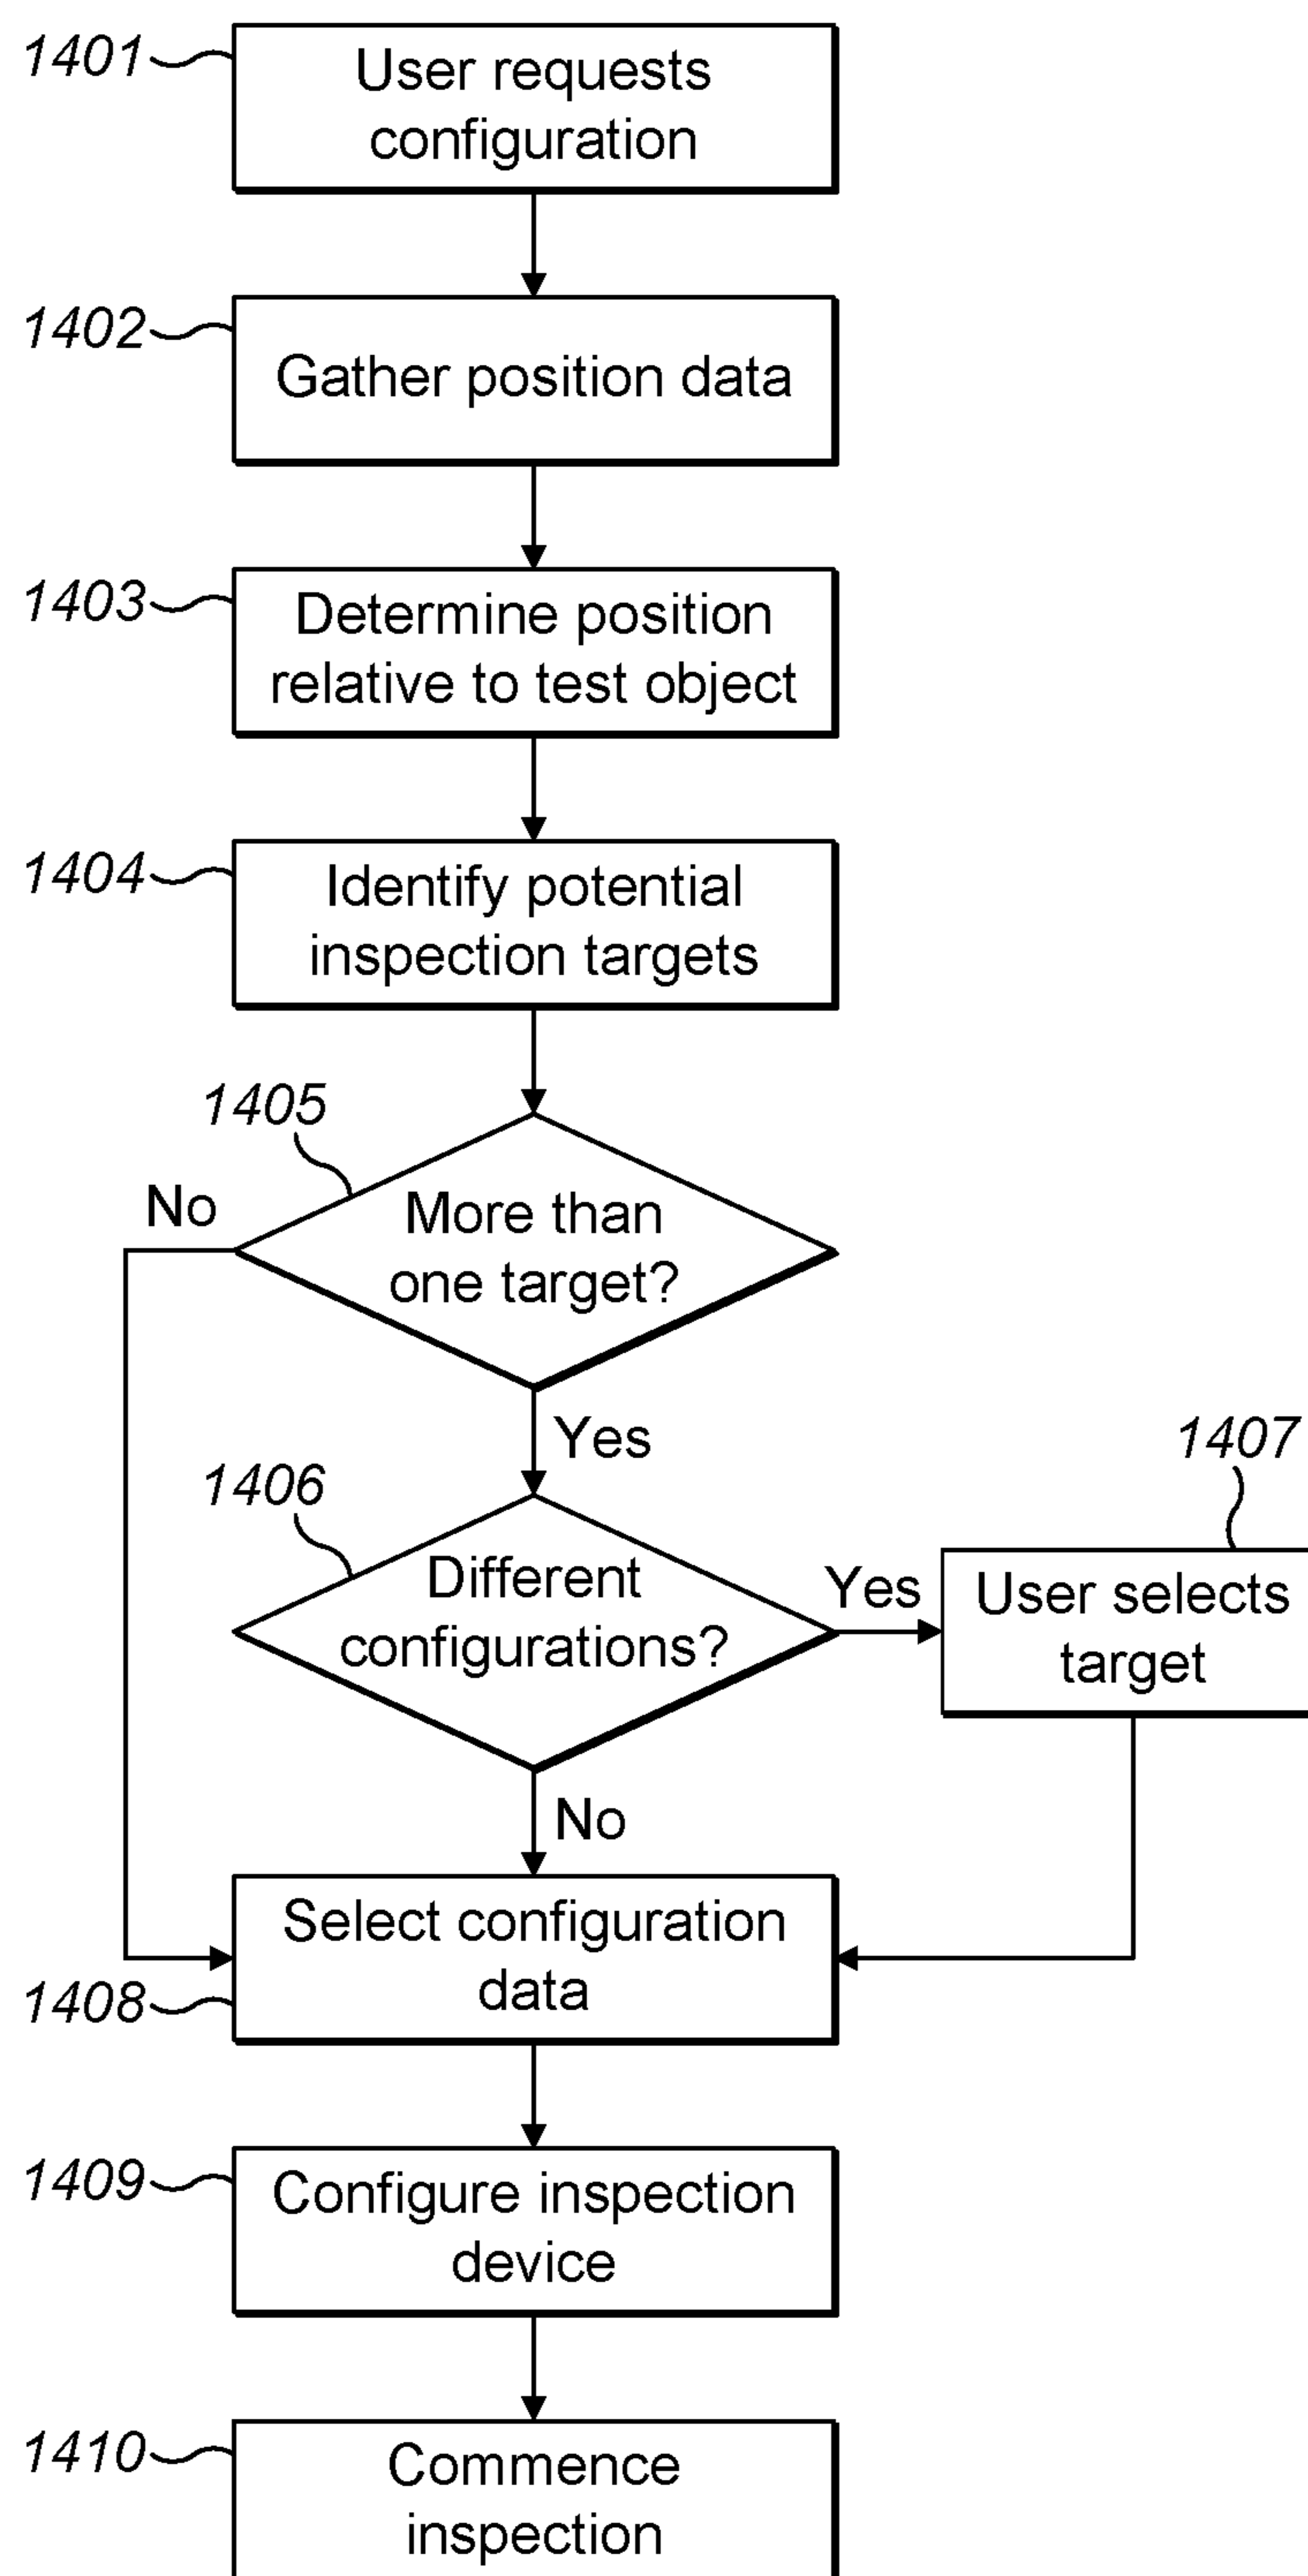 1401
User requests
configuration
1402
Gather position data
1403
Determine position
relative to test object
1404
Identify potential
inspection targets
1405
No
More than
one target?
Yes
1406
Different
configurations?
Yes
1407
User selects
target
No
Select configuration
data
1408
1409
Configure inspection
device
1410
Commence
inspection